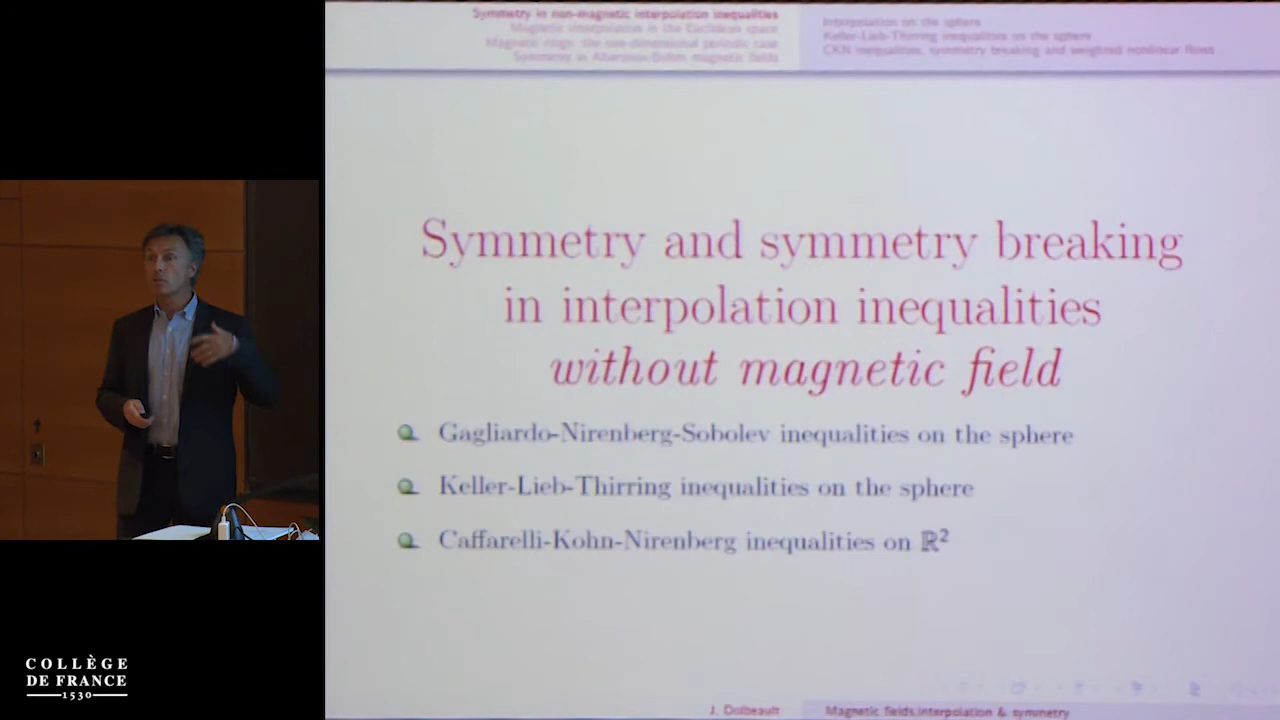 Symmetry in non-magnetic interpolation inequalities
Magnetic interpolation in the Euclidean space
Magnetic rings: the one-dimensional periodic case
Symmetry in Aharonov-Bohm magnetic fields
Interpolation on the sphere
Keller-Lieb-Thirring inequalities on the sphere
CKN inequalities, symmetry breaking and weighted nonlinear flows
Symmetry and symmetry breaking
in interpolation inequalities
without magnetic field
Gagliardo-Nirenberg-Sobolev inequalities on the sphere
Keller-Lieb-Thirring inequalities on the sphere
Caffarelli-Kohn-Nirenberg inequalities on ℝ²
J. Dolbeault
Magnetic fields, interpolation & symmetry
COLLÈGE
DE FRANCE
1530